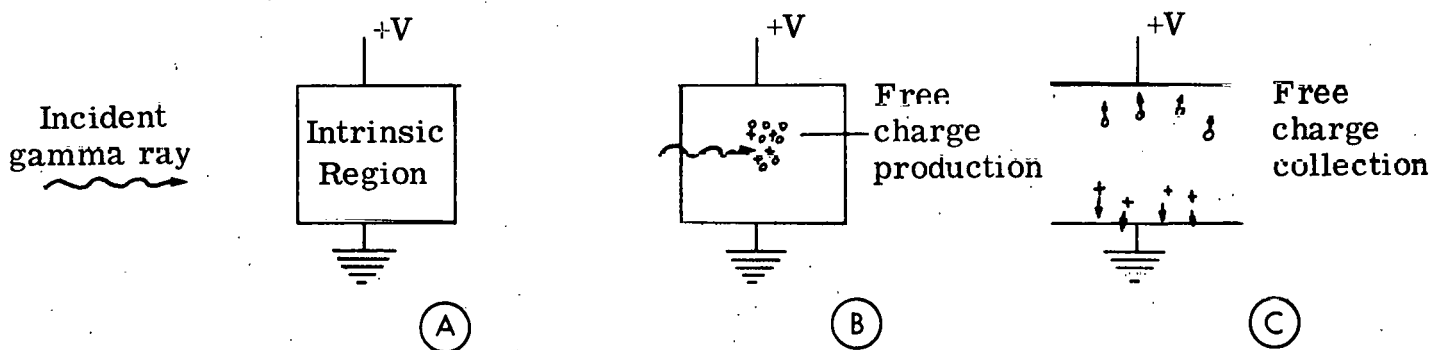 +V
Incident
gamma ray
Intrinsic
Region
A
+V
Free
charge
production
B
+V
Free
charge
collection
C